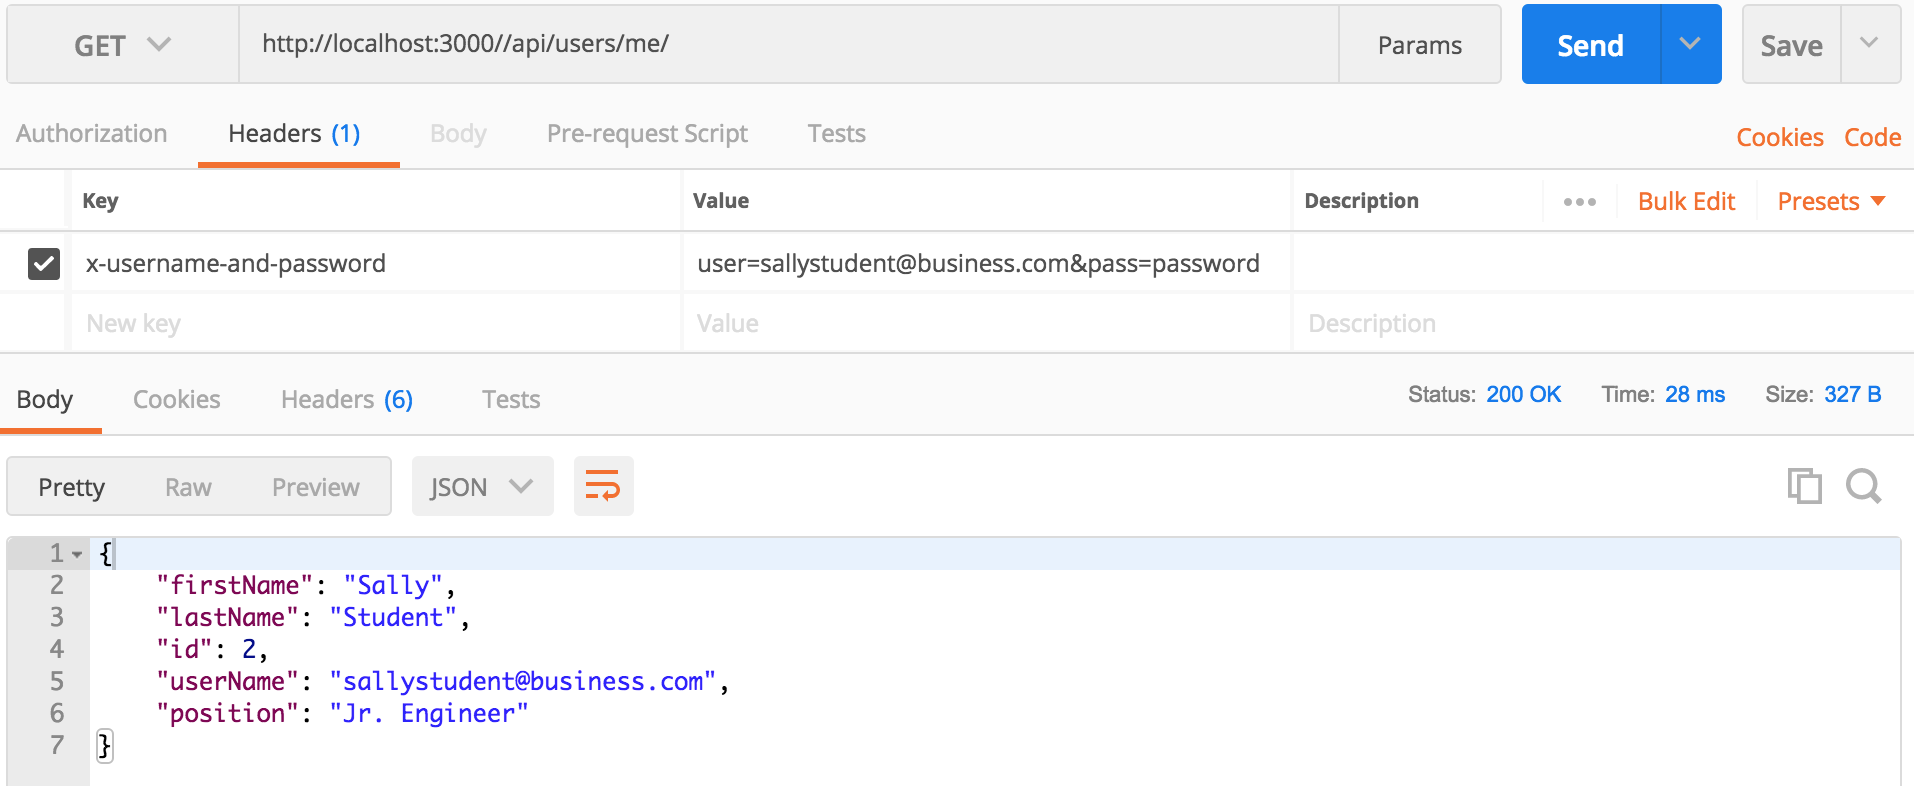 GET http://localhost:3000//api/users/me/ Params Send Save
Authorization Headers (1) Body Pre-request Script Tests Cookies Code
Key Value Description ••• Bulk Edit Presets
x-username-and-password user=sallystudent@business.com&pass=password
New key Value Description
Body Cookies Headers (6) Tests Status: 200 OK Time: 28 ms Size: 327 B
Pretty Raw Preview JSON
1 {
2 "firstName": "Sally",
3 "lastName": "Student",
4 "id": 2,
5 "userName": "sallystudent@business.com",
6 "position": "Jr. Engineer"
7 }